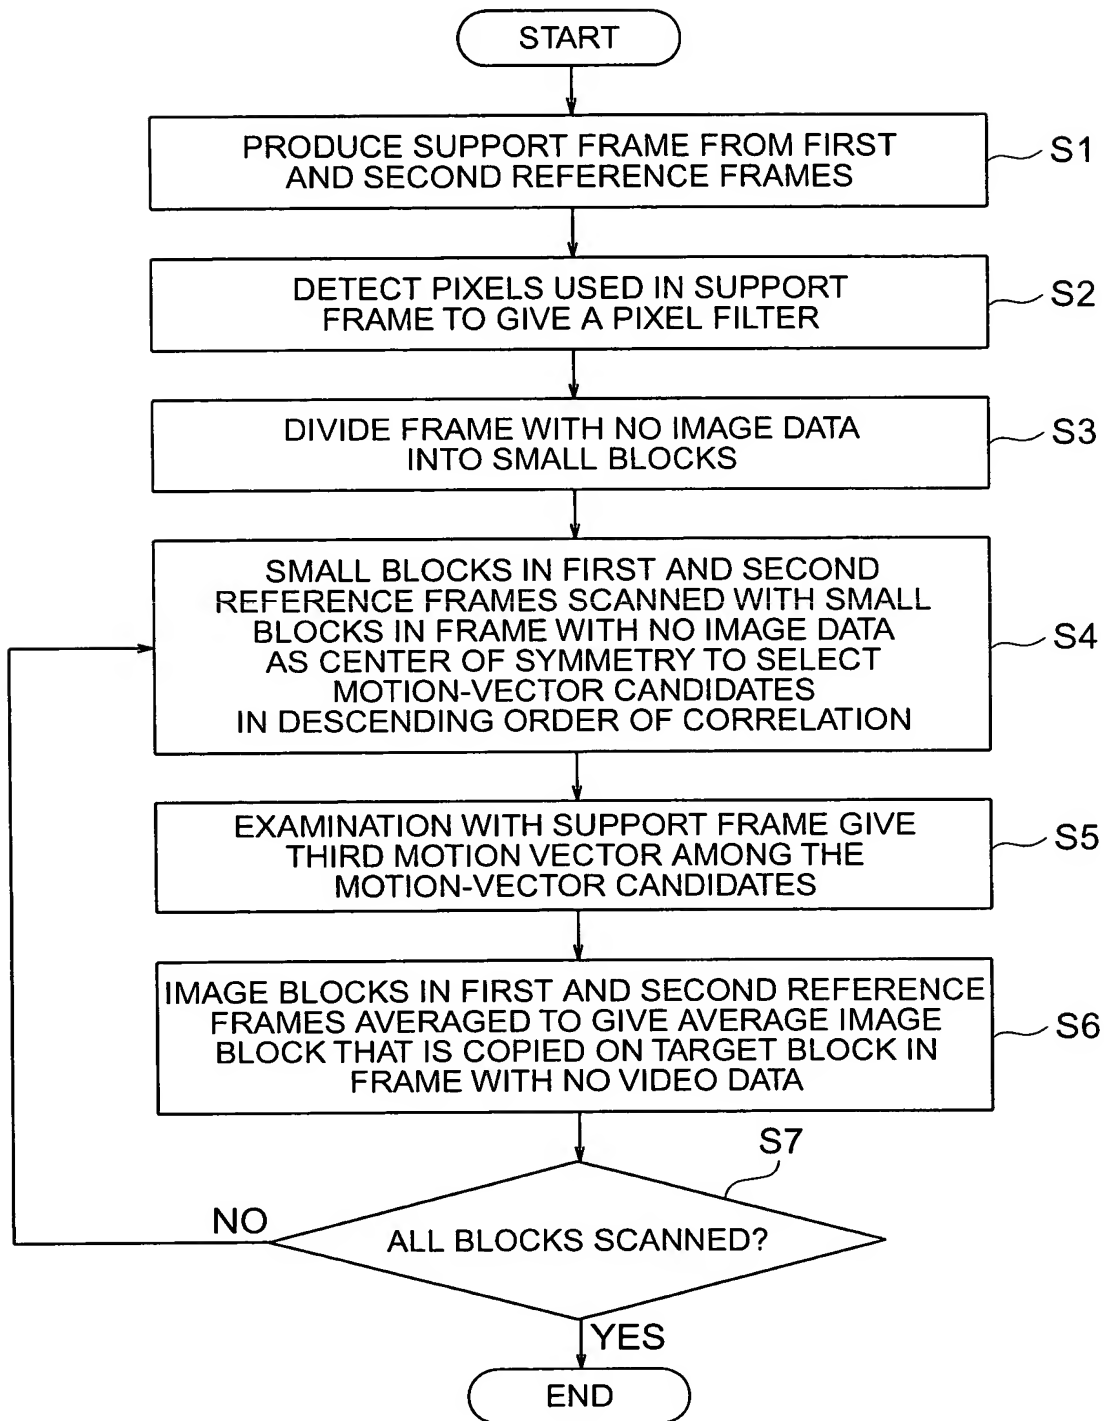 START
PRODUCE SUPPORT FRAME FROM FIRST
AND SECOND REFERENCE FRAMES
S1
DETECT PIXELS USED IN SUPPORT
FRAME TO GIVE A PIXEL FILTER
S2
DIVIDE FRAME WITH NO IMAGE DATA
INTO SMALL BLOCKS
S3
SMALL BLOCKS IN FIRST AND SECOND
REFERENCE FRAMES SCANNED WITH SMALL
BLOCKS IN FRAME WITH NO IMAGE DATA
AS CENTER OF SYMMETRY TO SELECT
MOTION-VECTOR CANDIDATES
IN DESCENDING ORDER OF CORRELATION
S4
EXAMINATION WITH SUPPORT FRAME GIVE
THIRD MOTION VECTOR AMONG THE
MOTION-VECTOR CANDIDATES
S5
IMAGE BLOCKS IN FIRST AND SECOND REFERENCE
FRAMES AVERAGED TO GIVE AVERAGE IMAGE
BLOCK THAT IS COPIED ON TARGET BLOCK IN
FRAME WITH NO VIDEO DATA
S6
S7
ALL BLOCKS SCANNED?
NO
YES
END